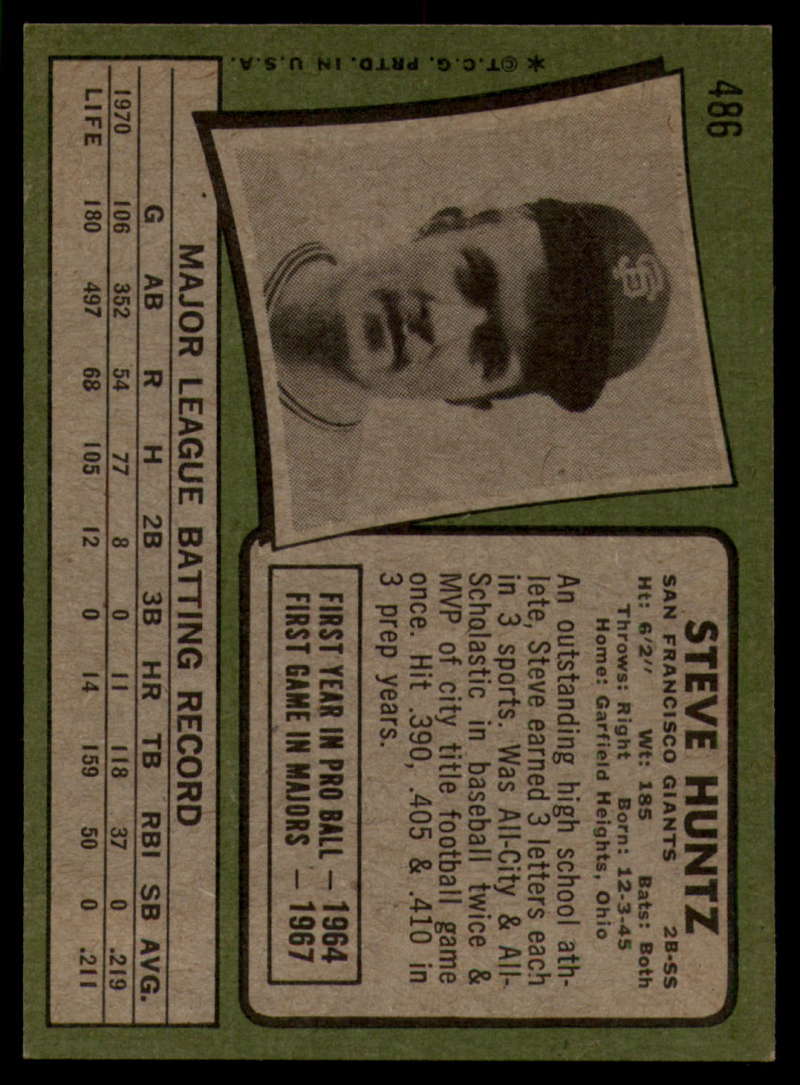 486
STEVE HUNTZ
SAN FRANCISCO GIANTS 2B-SS
Ht: 6'2" Wt: 185 Bats: Both
Throws: Right Born: 12-3-45
Home: Garfield Heights, Ohio
An outstanding high school ath-
lete, Steve earned 3 letters each
in 3 sports. Was All-City & All-
Scholastic in baseball twice &
MVP of city title football game
once. Hit .390, .405 & .410 in
3 prep years.
FIRST YEAR IN PRO BALL — 1964
FIRST GAME IN MAJORS — 1967
SF
MAJOR LEAGUE BATTING RECORD
G AB R H 2B 3B HR TB RBI SB AVG.
1970 106 352 54 77 8 0 11 118 37 0 .219
LIFE 180 497 68 105 12 0 14 159 50 0 .211
*©T.C.G. PRTD. IN U.S.A.